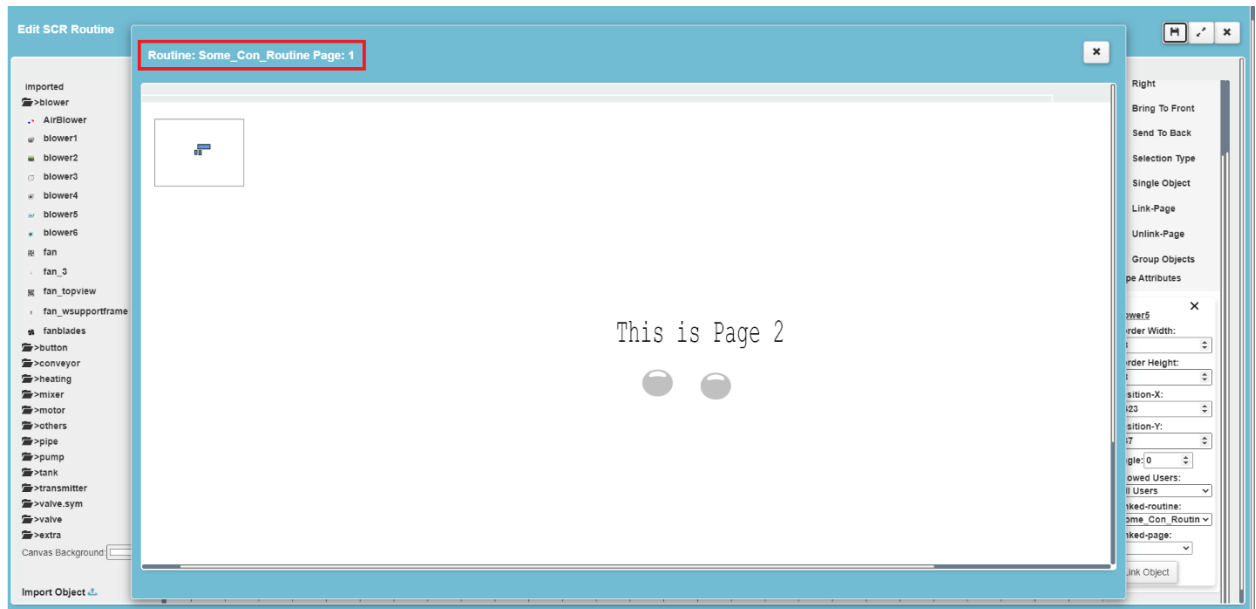 Edit SCR Routine
Routine: Some_Con_Routine Page: 1
Imported
>blower
AirBlower
blower1
blower2
blower3
blower4
blower5
blower6
fan
fan_3
fan_topview
fan_wsupportframe
fanblades
>button
>conveyor
>heating
>mixer
>motor
>others
>pipe
>pump
>tank
>transmitter
>valve.sym
>valve
>extra
Canvas Background:
Import Object
This is Page 2
Right
Bring To Front
Send To Back
Selection Type
Single Object
Link-Page
Unlink-Page
Group Objects
pe Attributes
ower5
rder Width:
rder Height:
sition-X:
423
sition-Y:
37
gle: 0
owed Users:
ll Users
nked-routine:
ome_Con_Routin
nked-page:
Link Object